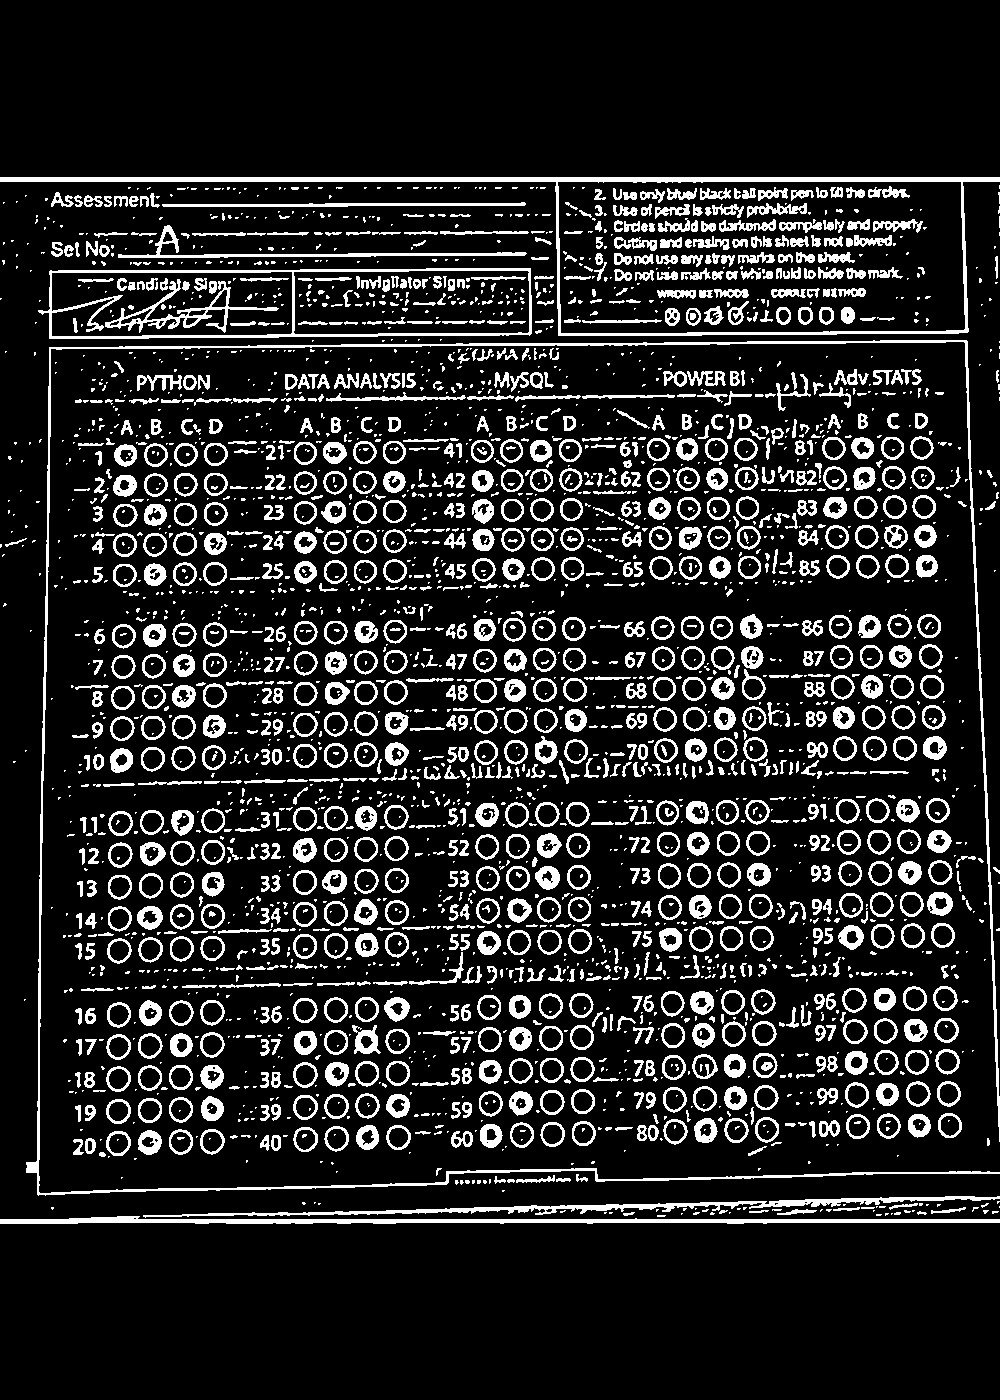 Assessment:
Set No: A
Candidate Sign:
Invigilator Sign:
2. Use only blue/ black ball point pen to fill the circles.
3. Use of pencil is strictly prohibited.
4. Circles should be darkened completely and properly.
5. Cutting and erasing on this sheet is not allowed.
6. Do not use any stray marks on the sheet.
7. Do not use marker or white fluid to hide the mark.
WRONG METHODS CORRECT METHOD
PYTHON DATA ANALYSIS MySQL POWER BI Adv. STATS
A B C D A B C D A B C D A B C D A B C D
1 21 41 61 81
2 22 42 62 82
3 23 43 63 83
4 24 44 64 84
5 25 45 65 85
6 26 46 66 86
7 27 47 67 87
8 28 48 68 88
9 29 49 69 89
10 30 50 70 90
11 31 51 71 91
12 32 52 72 92
13 33 53 73 93
14 34 54 74 94
15 35 55 75 95
16 36 56 76 96
17 37 57 77 97
18 38 58 78 98
19 39 59 79 99
20 40 60 80 100